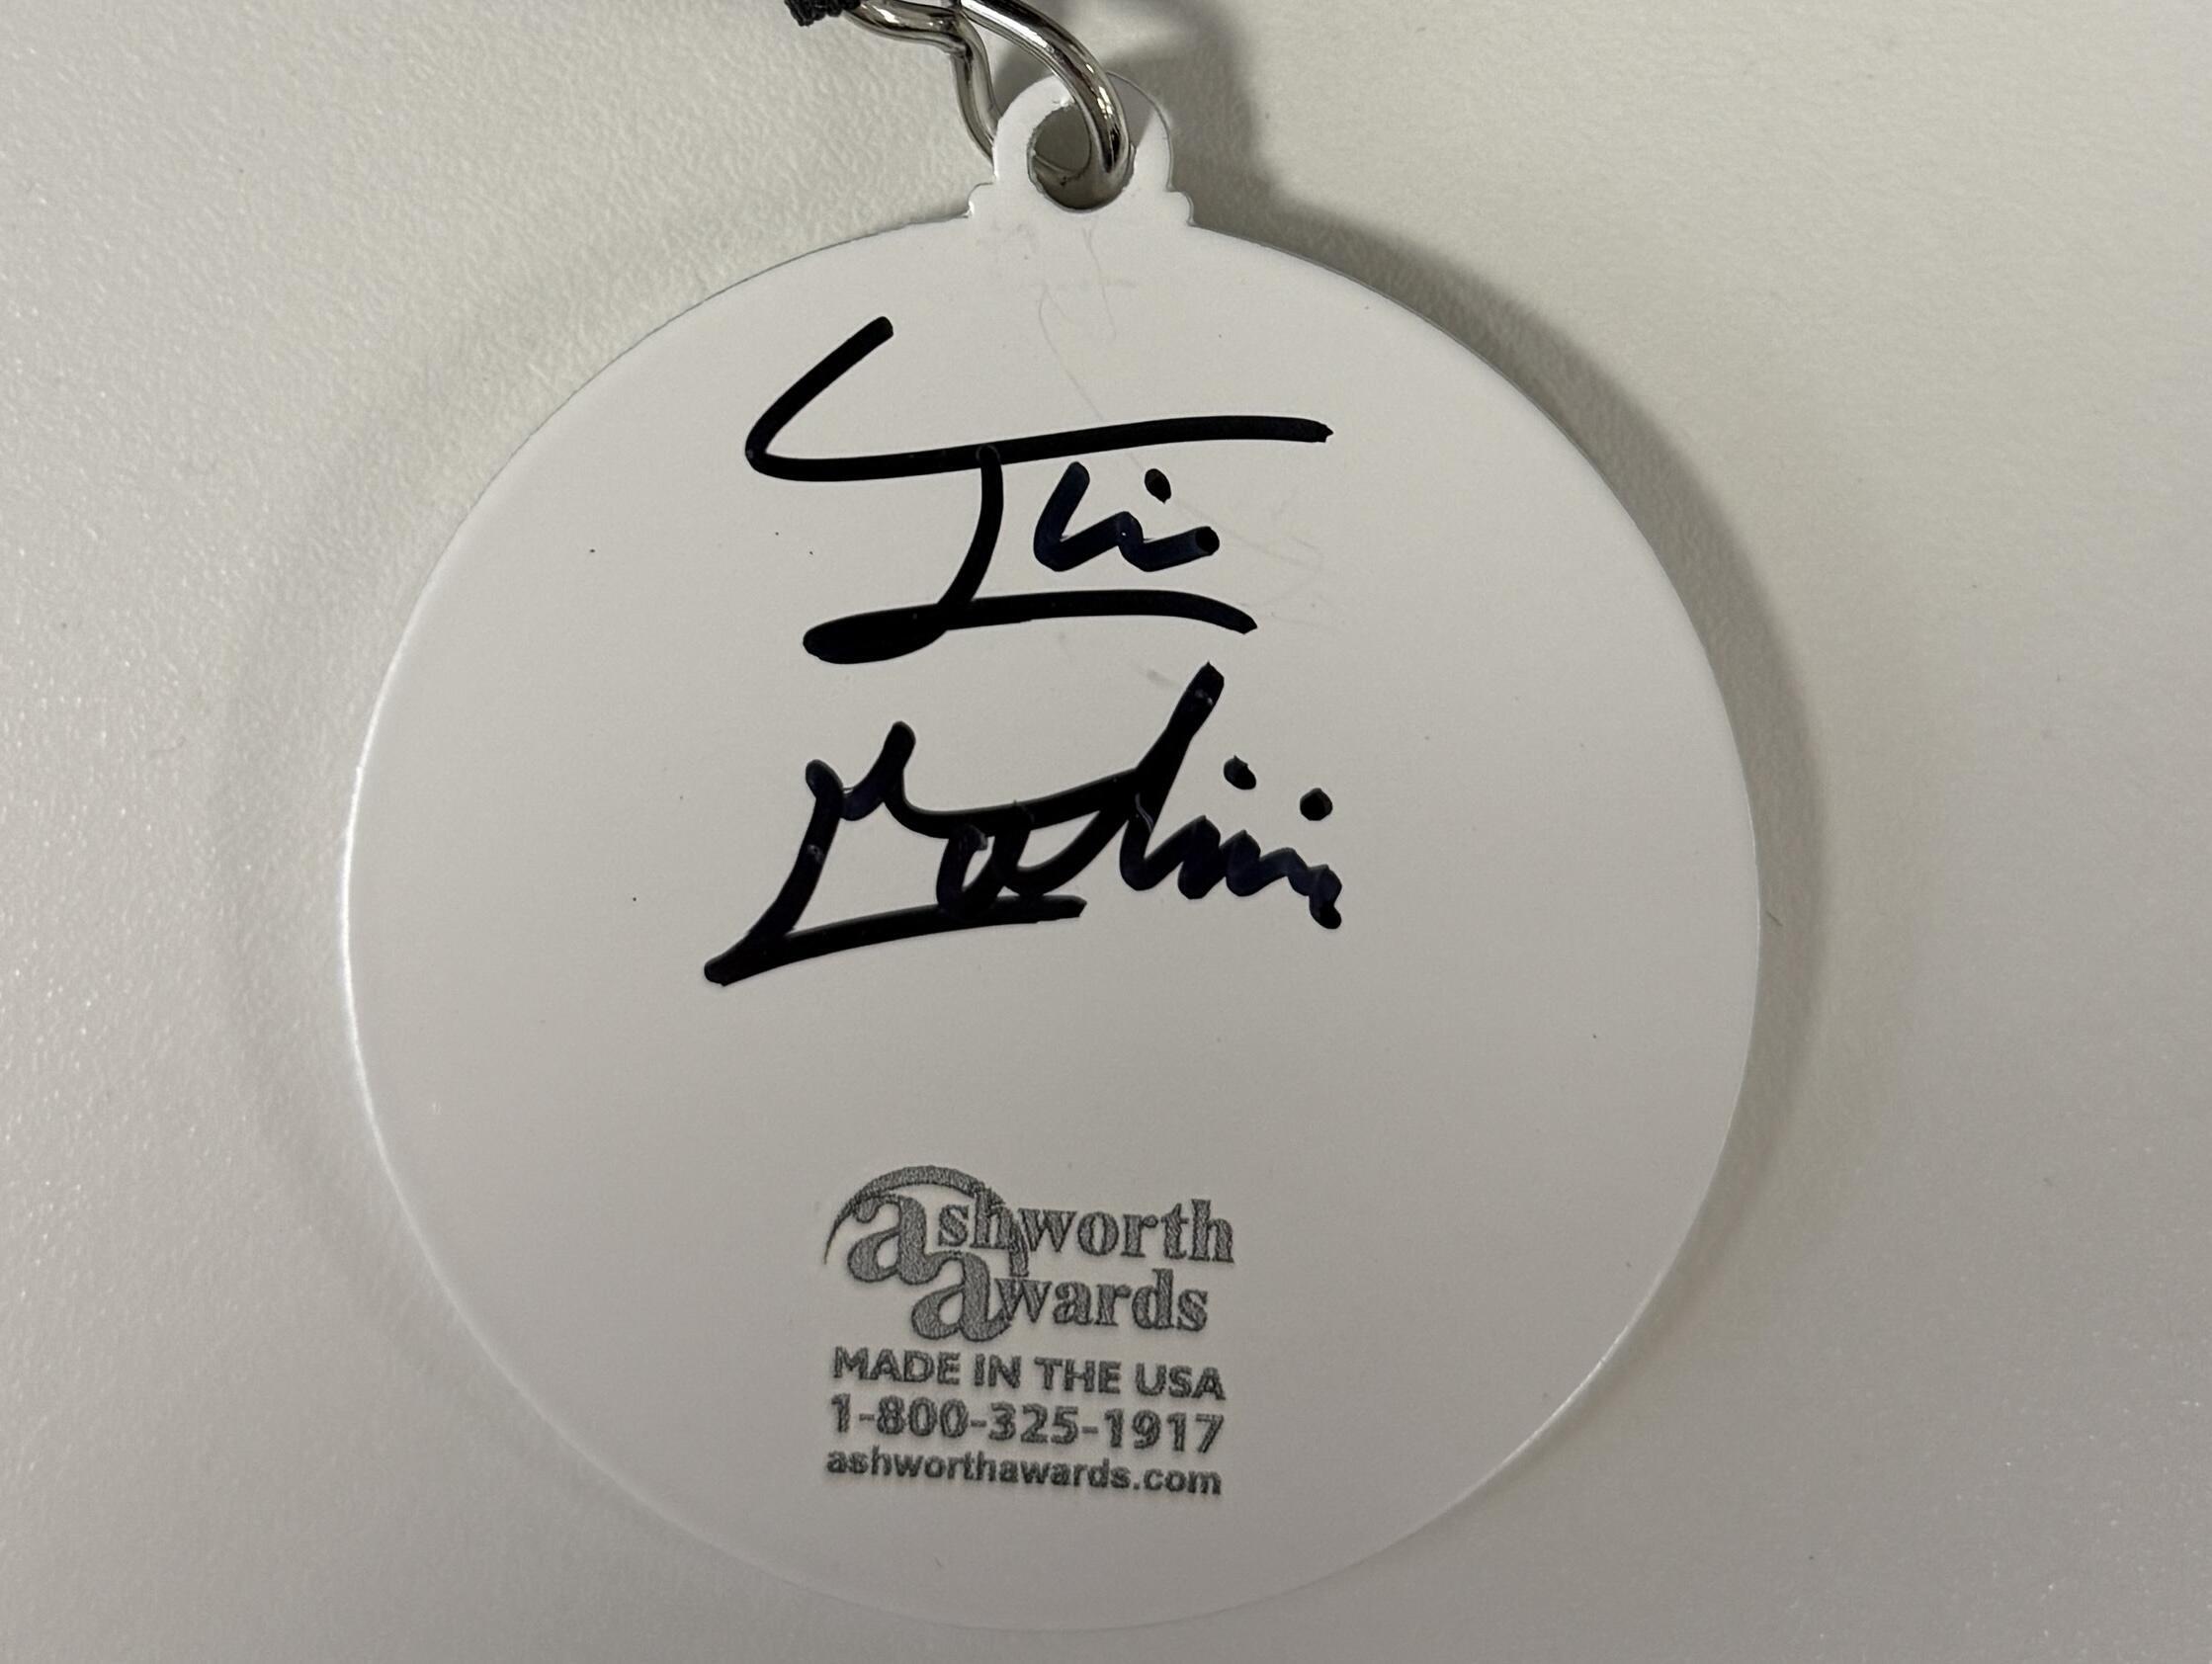 ashworth
awards
MADE IN THE USA
1-800-325-1917
ashworthawards.com